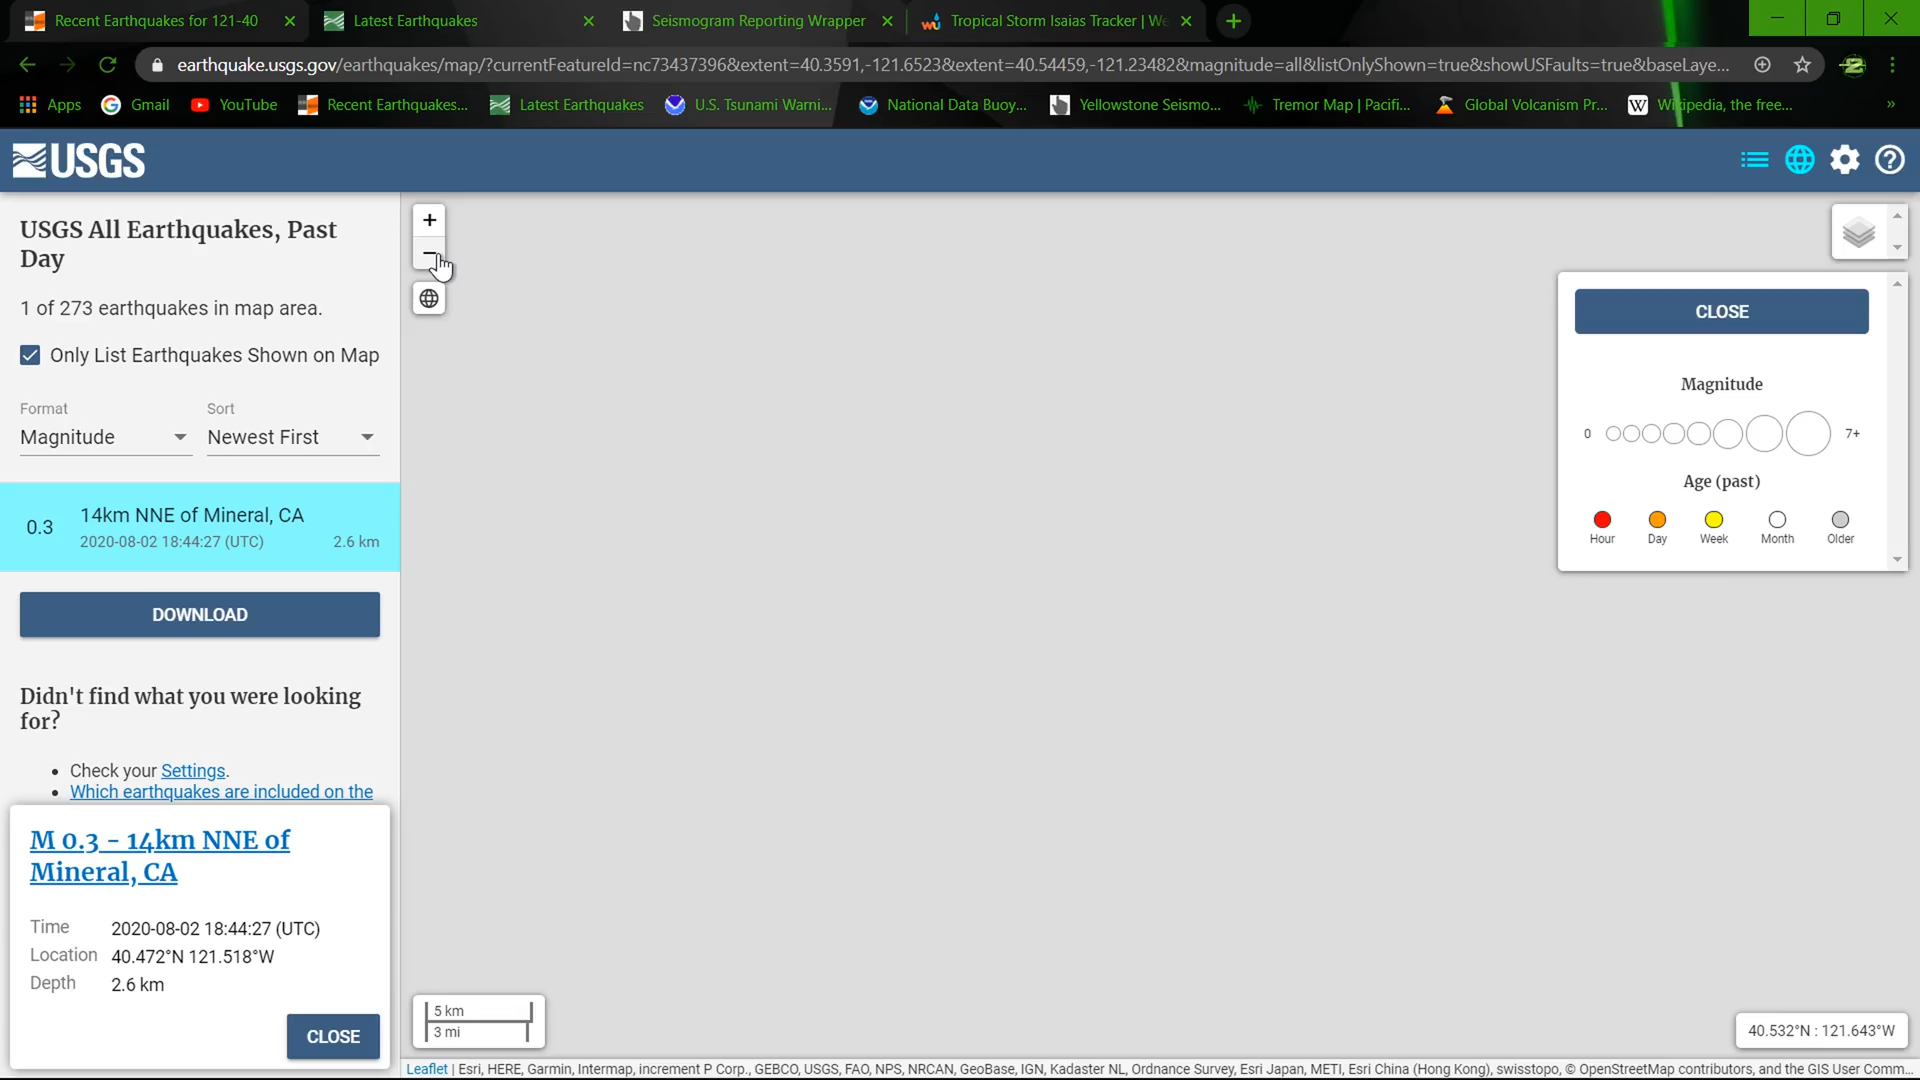 Recent Earthquakes for 121-40
Latest Earthquakes
Seismogram Reporting Wrapper
Tropical Storm Isaias Tracker | We
earthquake.usgs.gov/earthquakes/map/?currentFeatureId=nc73437396&extent=40.3591,-121.6523&extent=40.54459,-121.23482&magnitude=all&listOnlyShown=true&showUSFaults=true&baseLaye...
Apps
Gmail
YouTube
Recent Earthquakes...
Latest Earthquakes
U.S. Tsunami Warni...
National Data Buoy...
Yellowstone Seismo...
Tremor Map | Pacifi...
Global Volcanism Pr...
Wikipedia, the free...
USGS
USGS All Earthquakes, Past
Day
1 of 273 earthquakes in map area.
Only List Earthquakes Shown on Map
Format
Sort
Magnitude
Newest First
0.3
14km NNE of Mineral, CA
2020-08-02 18:44:27 (UTC)
2.6 km
DOWNLOAD
Didn't find what you were looking
for?
Check your Settings.
Which earthquakes are included on the
M 0.3 - 14km NNE of
Mineral, CA
Time 2020-08-02 18:44:27 (UTC)
Location 40.472°N 121.518°W
Depth 2.6 km
CLOSE
+
−
CLOSE
Magnitude
0
7+
Age (past)
Hour
Day
Week
Month
Older
5 km
3 mi
40.532°N : 121.643°W
Leaflet | Esri, HERE, Garmin, Intermap, increment P Corp., GEBCO, USGS, FAO, NPS, NRCAN, GeoBase, IGN, Kadaster NL, Ordnance Survey, Esri Japan, METI, Esri China (Hong Kong), swisstopo, © OpenStreetMap contributors, and the GIS User Comm...